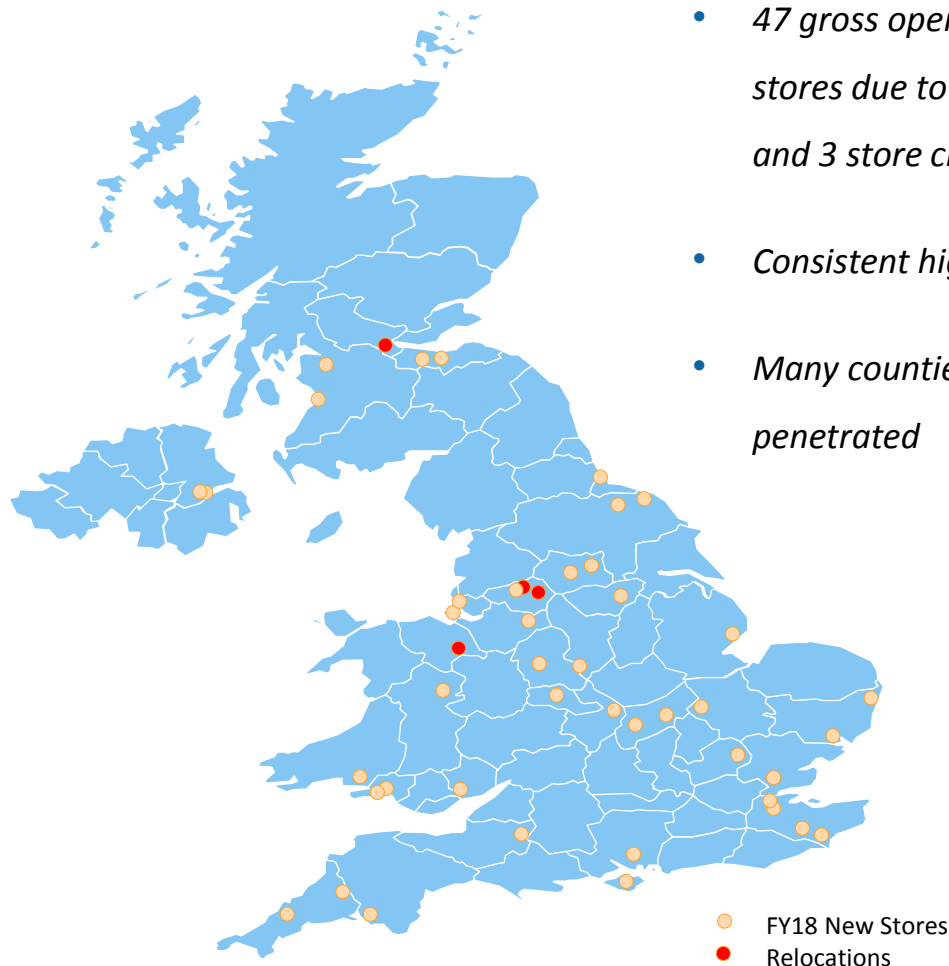 • 47 gross oper
stores due to
and 3 store c
• Consistent hig
• Many countie
penetrated
FY18 New Stores
Relocations